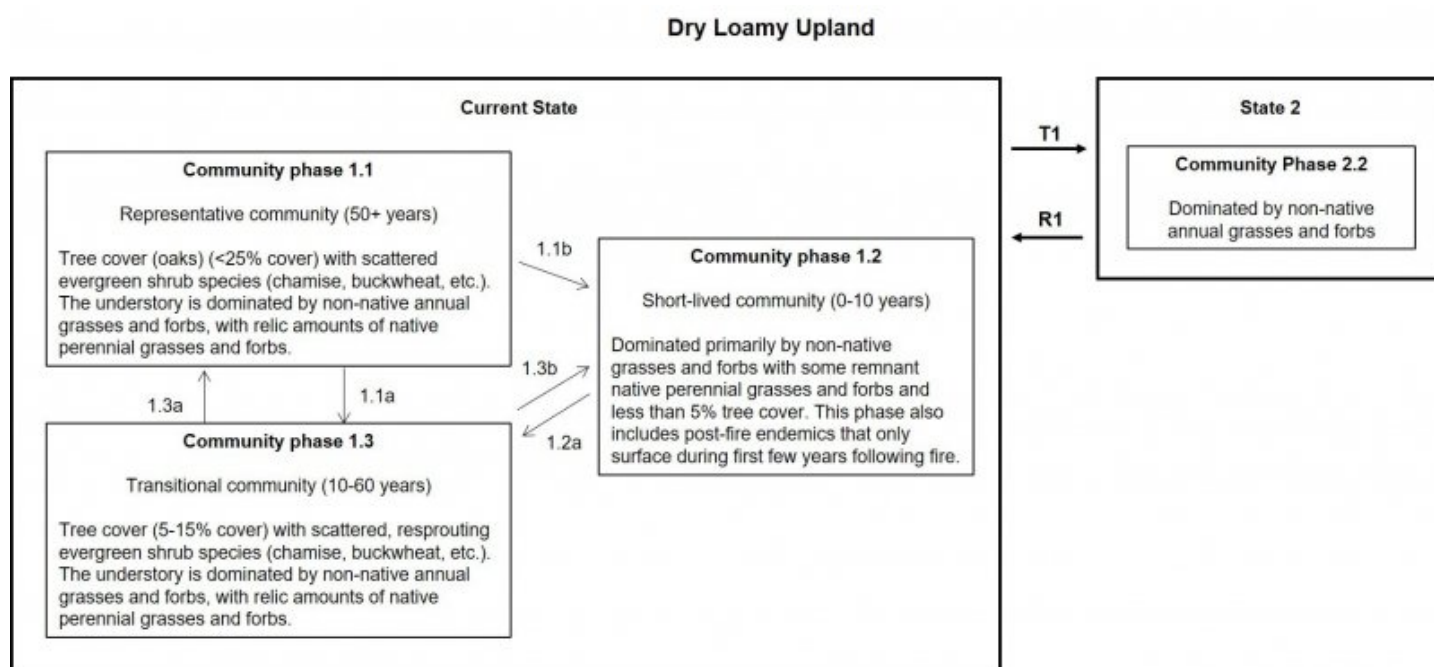 Dry Loamy Upland
Current State
Community phase 1.1
Representative community (50+ years)
Tree cover (oaks) (<25% cover) with scattered
evergreen shrub species (chamise, buckwheat, etc.).
The understory is dominated by non-native annual
grasses and forbs, with relic amounts of native
perennial grasses and forbs.
1.1b
1.3a
1.1a
1.3b
1.2a
Community phase 1.2
Short-lived community (0-10 years)
Dominated primarily by non-native
grasses and forbs with some remnant
native perennial grasses and forbs and
less than 5% tree cover. This phase also
includes post-fire endemics that only
surface during first few years following fire.
Community phase 1.3
Transitional community (10-60 years)
Tree cover (5-15% cover) with scattered, resprouting
evergreen shrub species (chamise, buckwheat, etc.).
The understory is dominated by non-native annual
grasses and forbs, with relic amounts of native
perennial grasses and forbs.
T1
R1
State 2
Community Phase 2.2
Dominated by non-native
annual grasses and forbs